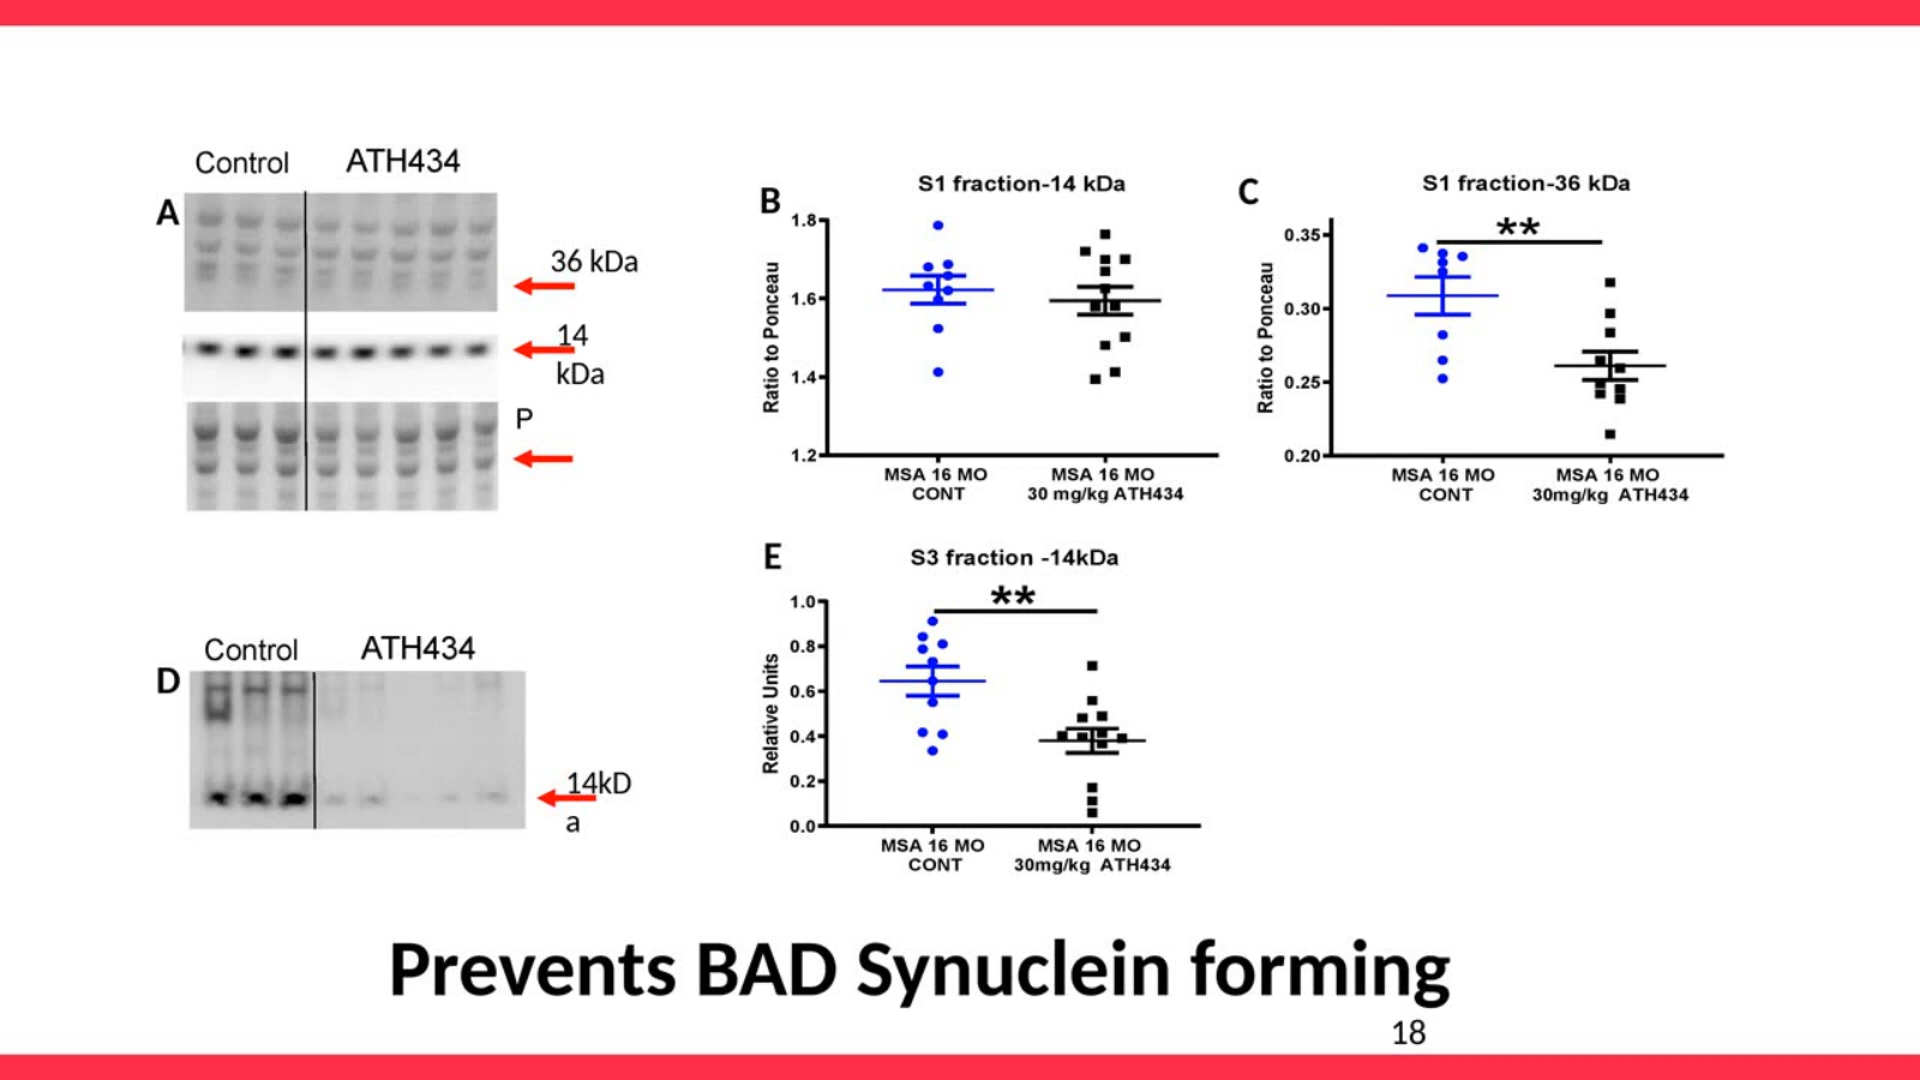 Control ATH434
A
36 kDa
14
kDa
P
B
S1 fraction-14 kDa
Ratio to Ponceau
1.8
1.6
1.4
1.2
MSA 16 MO
CONT
MSA 16 MO
30 mg/kg ATH434
C
S1 fraction-36 kDa
**
Ratio to Ponceau
0.35
0.30
0.25
0.20
MSA 16 MO
CONT
MSA 16 MO
30mg/kg ATH434
Control ATH434
D
14kD
a
E
S3 fraction -14kDa
**
Relative Units
1.0
0.8
0.6
0.4
0.2
0.0
MSA 16 MO
CONT
MSA 16 MO
30mg/kg ATH434
Prevents BAD Synuclein forming
18